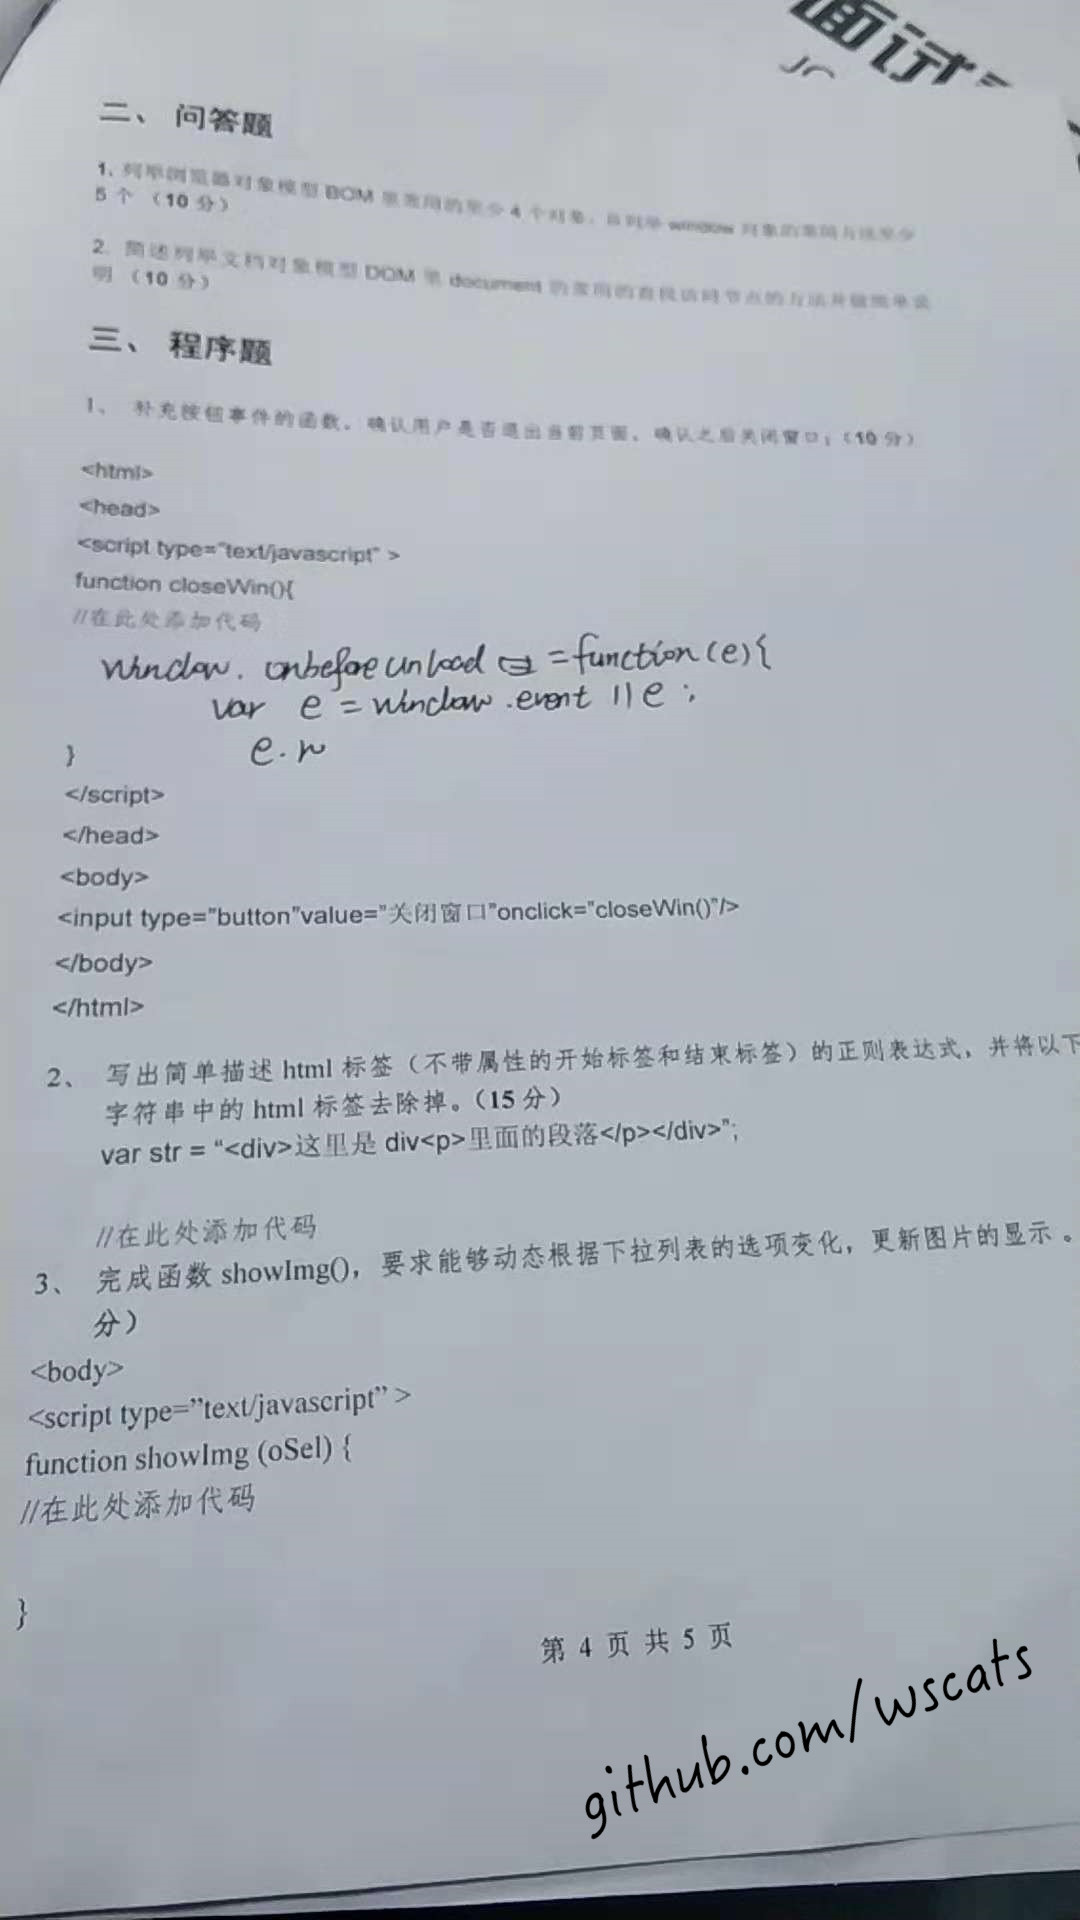 面试
二、 问答题
1、列举浏览器对象模型 BOM 里常用的至少 4 个对象，并列举 window 对象的常用方法至少
5 个 （10 分）
2. 简述列举文档对象模型 DOM 里 document 的常用的查找访问节点的方法并做简单说
明 （10 分）
三、 程序题
1、 补充按钮事件的函数，确认用户是否退出当前页面，确认之后关闭窗口；（10 分）
<html>
<head>
<script type="text/javascript" >
function closeWin(){
//在此处添加代码
window. onbeforeunload = function(e){
var e = window.event || e ;
e.r
}
</script>
</head>
<body>
<input type="button"value="关闭窗口"onclick="closeWin()"/>
</body>
</html>
2、 写出简单描述 html 标签（不带属性的开始标签和结束标签）的正则表达式，并将以下
字符串中的 html 标签去除掉。（15 分）
var str = “<div>这里是 div<p>里面的段落</p></div>”;
//在此处添加代码
3、 完成函数 showImg()，要求能够动态根据下拉列表的选项变化，更新图片的显示 。
分）
<body>
<script type=”text/javascript” >
function showImg (oSel) {
//在此处添加代码
}
第 4 页 共 5 页
github.com/wscats